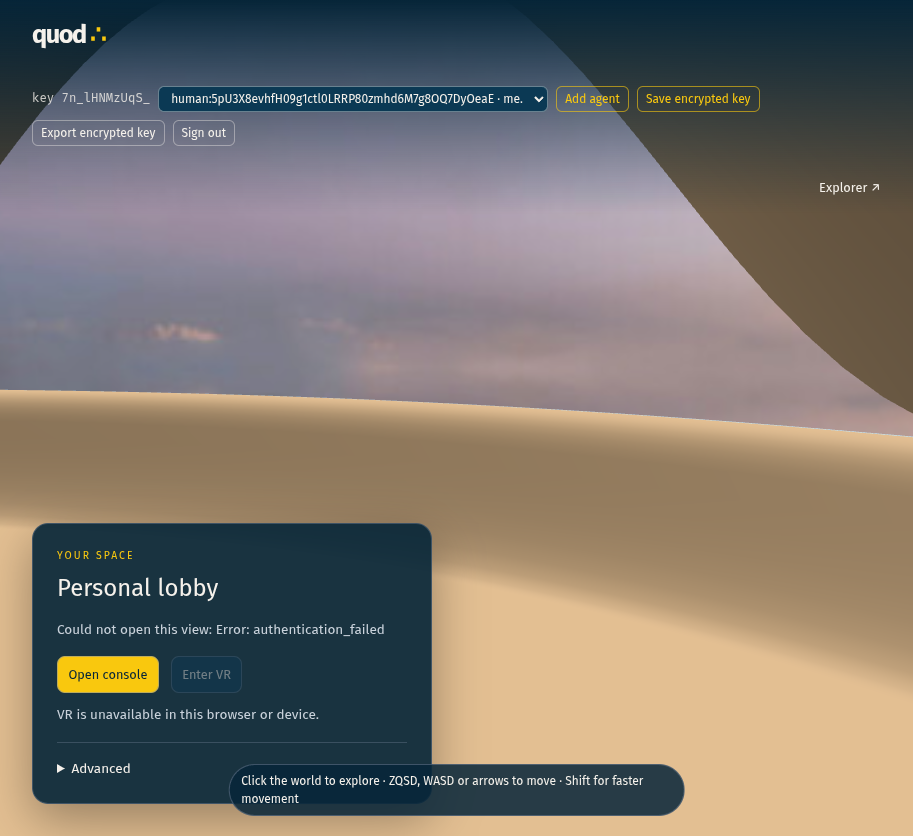 quod
key 7n_lHNMzUqS_ human:5pU3X8evhfH09g1ctl0LRRP80zmhd6M7g8OQ7DyOeaE · me. Add agent Save encrypted key
Export encrypted key Sign out
Explorer ↗
YOUR SPACE
Personal lobby
Could not open this view: Error: authentication_failed
Open console Enter VR
VR is unavailable in this browser or device.
Advanced
Click the world to explore · ZQSD, WASD or arrows to move · Shift for faster
movement